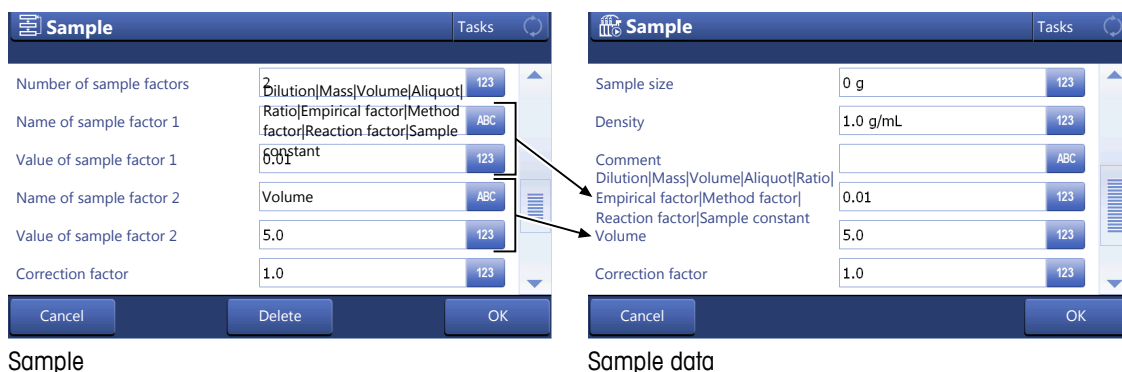 Sample
Tasks
Number of sample factors
2
123
Name of sample factor 1
Dilution|Mass|Volume|Aliquot|
Ratio|Empirical factor|Method
factor|Reaction factor|Sample
constant
ABC
Value of sample factor 1
0.01
123
Name of sample factor 2
Volume
ABC
Value of sample factor 2
5.0
123
Correction factor
1.0
123
Cancel
Delete
OK
Sample
Sample
Tasks
Sample size
0 g
123
Density
1.0 g/mL
123
Comment
ABC
Dilution|Mass|Volume|Aliquot|Ratio|
Empirical factor|Method factor|
Reaction factor|Sample constant
0.01
123
Volume
5.0
123
Correction factor
1.0
123
Cancel
OK
Sample data